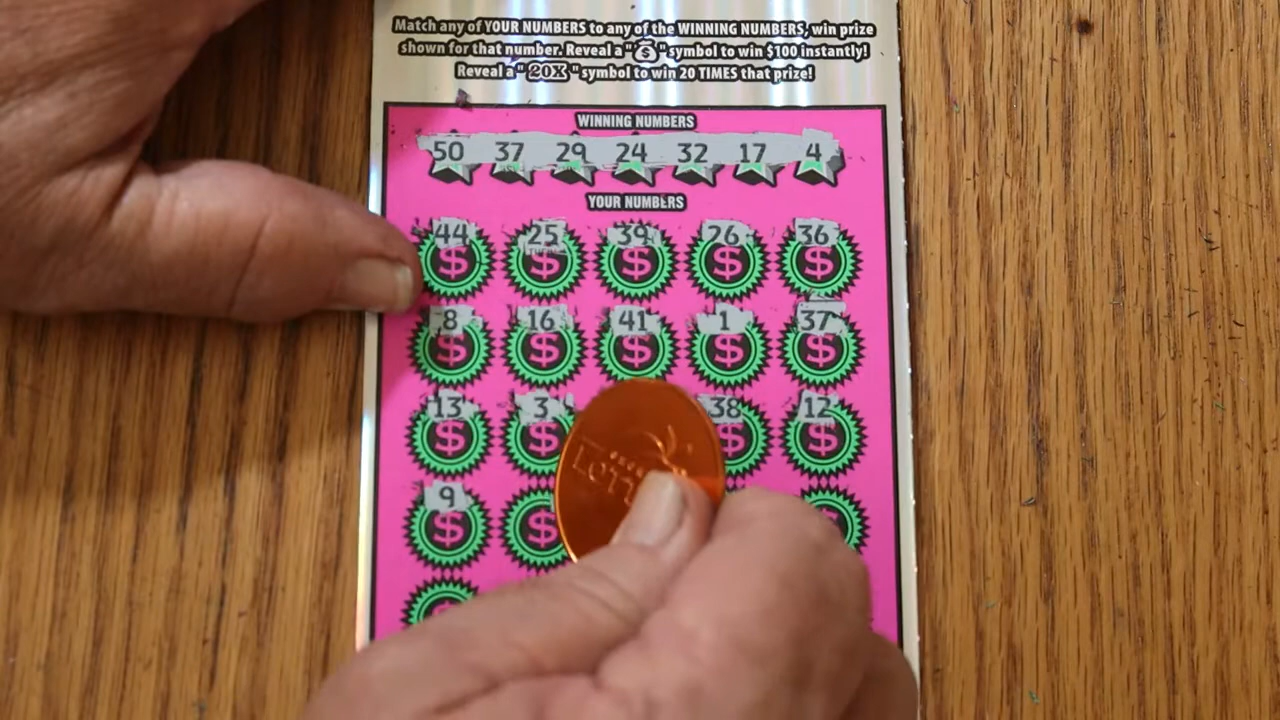 Match any of YOUR NUMBERS to any of the WINNING NUMBERS, win prize
shown for that number. Reveal a "$" symbol to win $100 instantly!
Reveal a "20X" symbol to win 20 TIMES that prize!
WINNING NUMBERS
50 37 29 24 32 17 4
YOUR NUMBERS
44 25 39 26 36
$ $ $ $ $
8 16 41 1 37
$ $ $ $ $
13 3 38 12
$ $ $ $
9
$ $